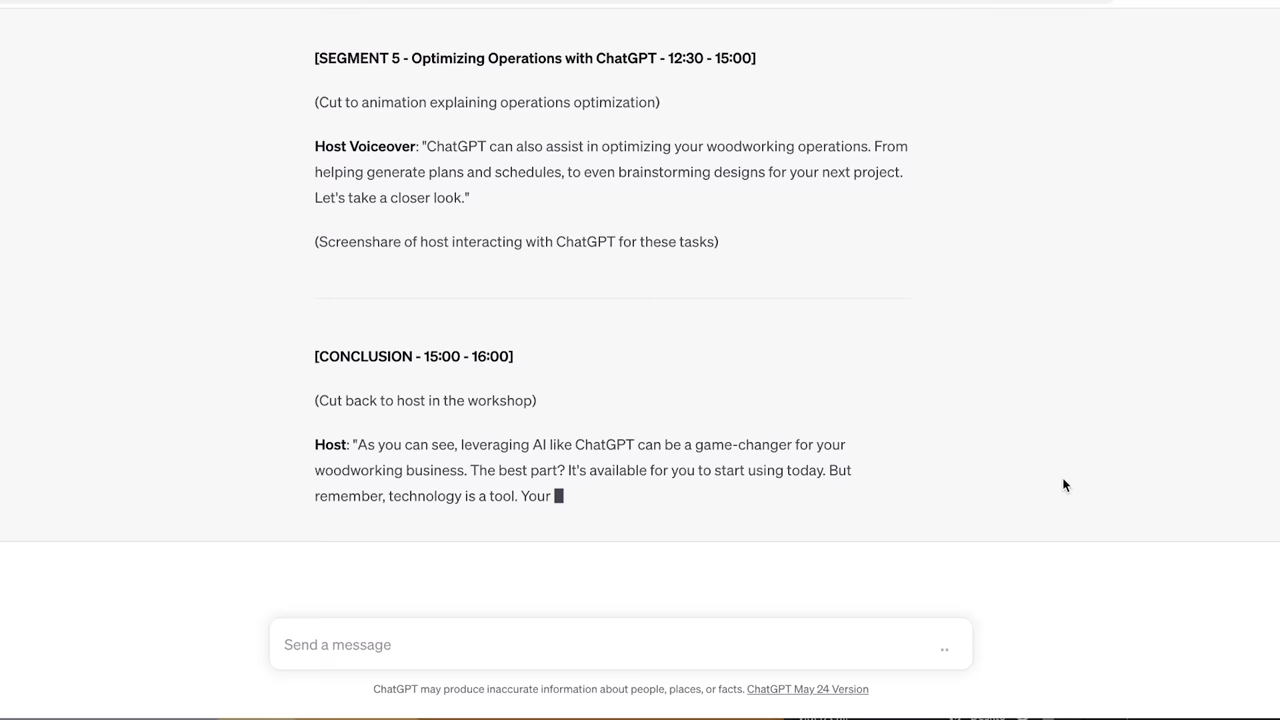 [SEGMENT 5 - Optimizing Operations with ChatGPT - 12:30 - 15:00]
(Cut to animation explaining operations optimization)
Host Voiceover: "ChatGPT can also assist in optimizing your woodworking operations. From
helping generate plans and schedules, to even brainstorming designs for your next project.
Let's take a closer look."
(Screenshare of host interacting with ChatGPT for these tasks)
[CONCLUSION - 15:00 - 16:00]
(Cut back to host in the workshop)
Host: "As you can see, leveraging AI like ChatGPT can be a game-changer for your
woodworking business. The best part? It's available for you to start using today. But
remember, technology is a tool. Your
Send a message
ChatGPT may produce inaccurate information about people, places, or facts. ChatGPT May 24 Version